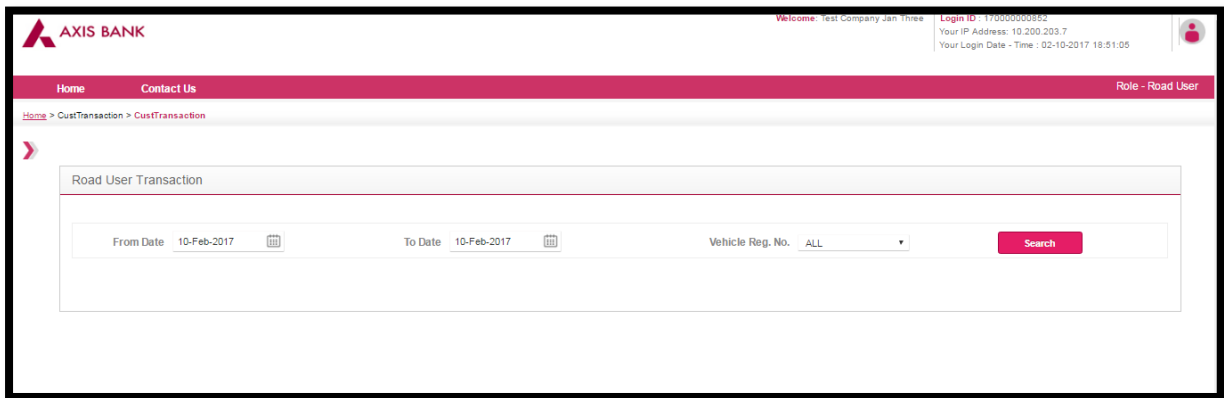 AXIS BANK
Welcome: Test Company Jan Three
Login ID : 170000000852
Your IP Address: 10.200.203.7
Your Login Date - Time : 02-10-2017 18:51:05
Home Contact Us Role - Road User
Home > CustTransaction > CustTransaction
Road User Transaction
From Date 10-Feb-2017 To Date 10-Feb-2017 Vehicle Reg. No. ALL Search